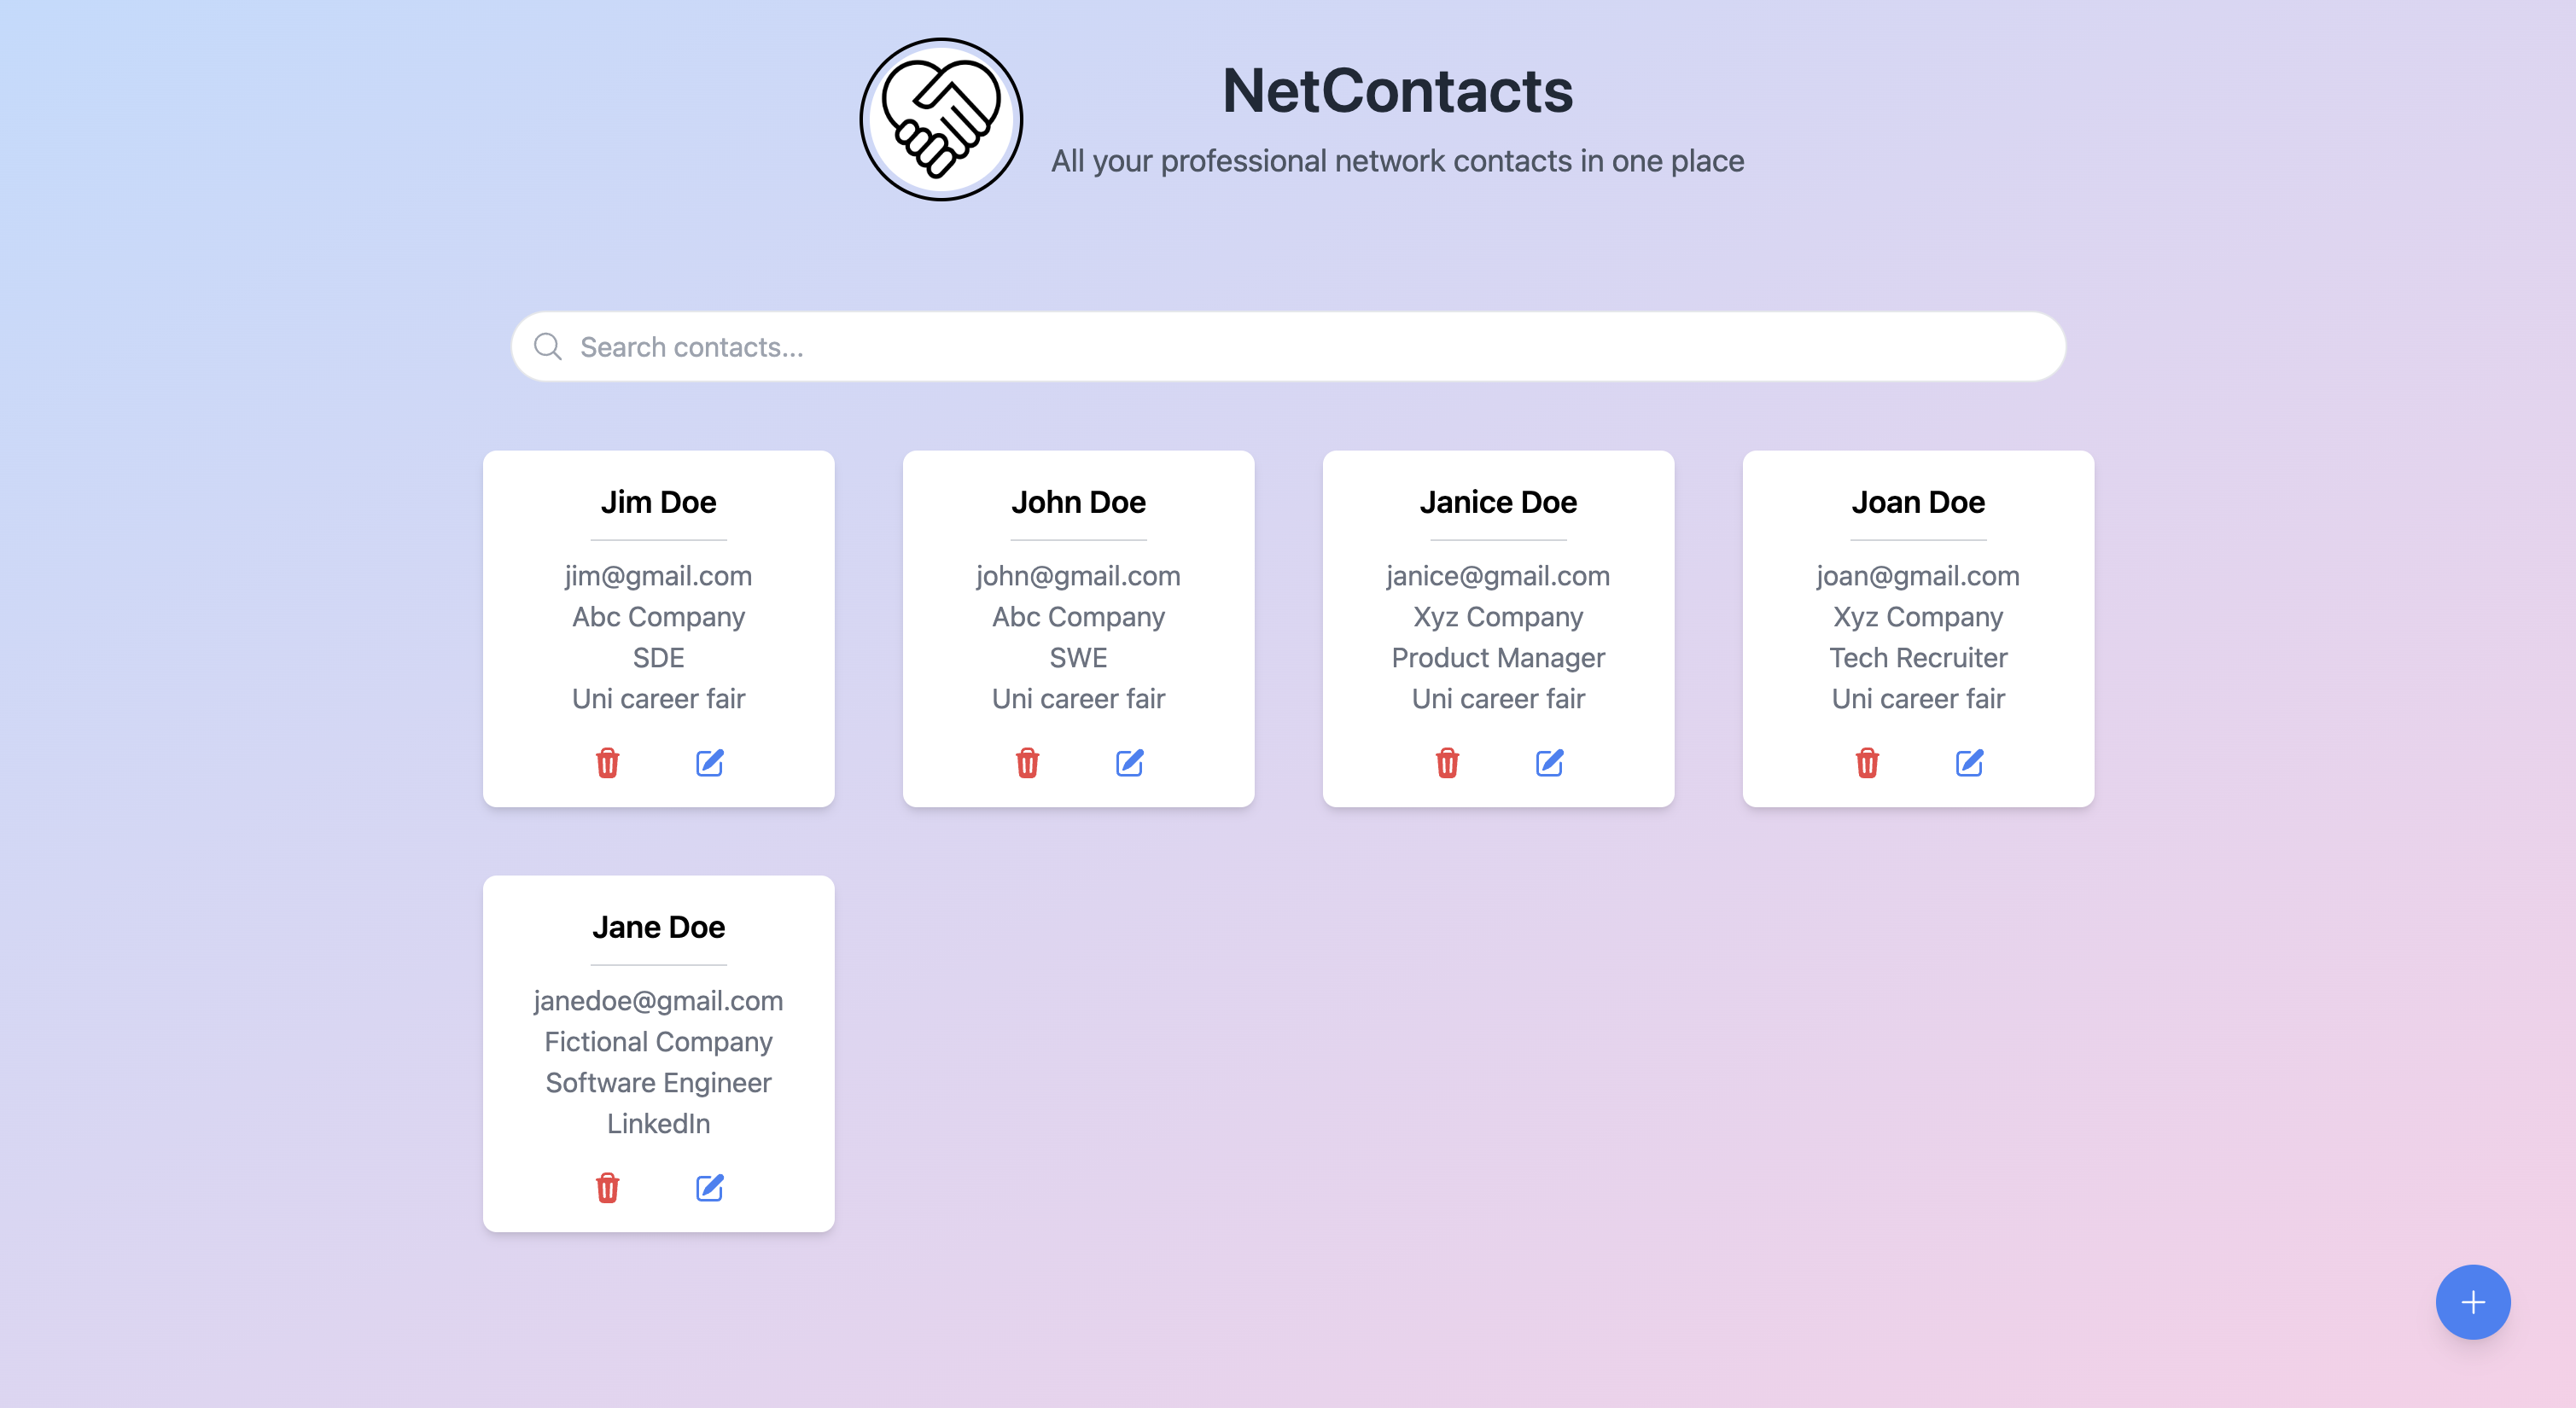 NetContacts
All your professional network contacts in one place
Search contacts...
Jim Doe
jim@gmail.com
Abc Company
SDE
Uni career fair
John Doe
john@gmail.com
Abc Company
SWE
Uni career fair
Janice Doe
janice@gmail.com
Xyz Company
Product Manager
Uni career fair
Joan Doe
joan@gmail.com
Xyz Company
Tech Recruiter
Uni career fair
Jane Doe
janedoe@gmail.com
Fictional Company
Software Engineer
LinkedIn